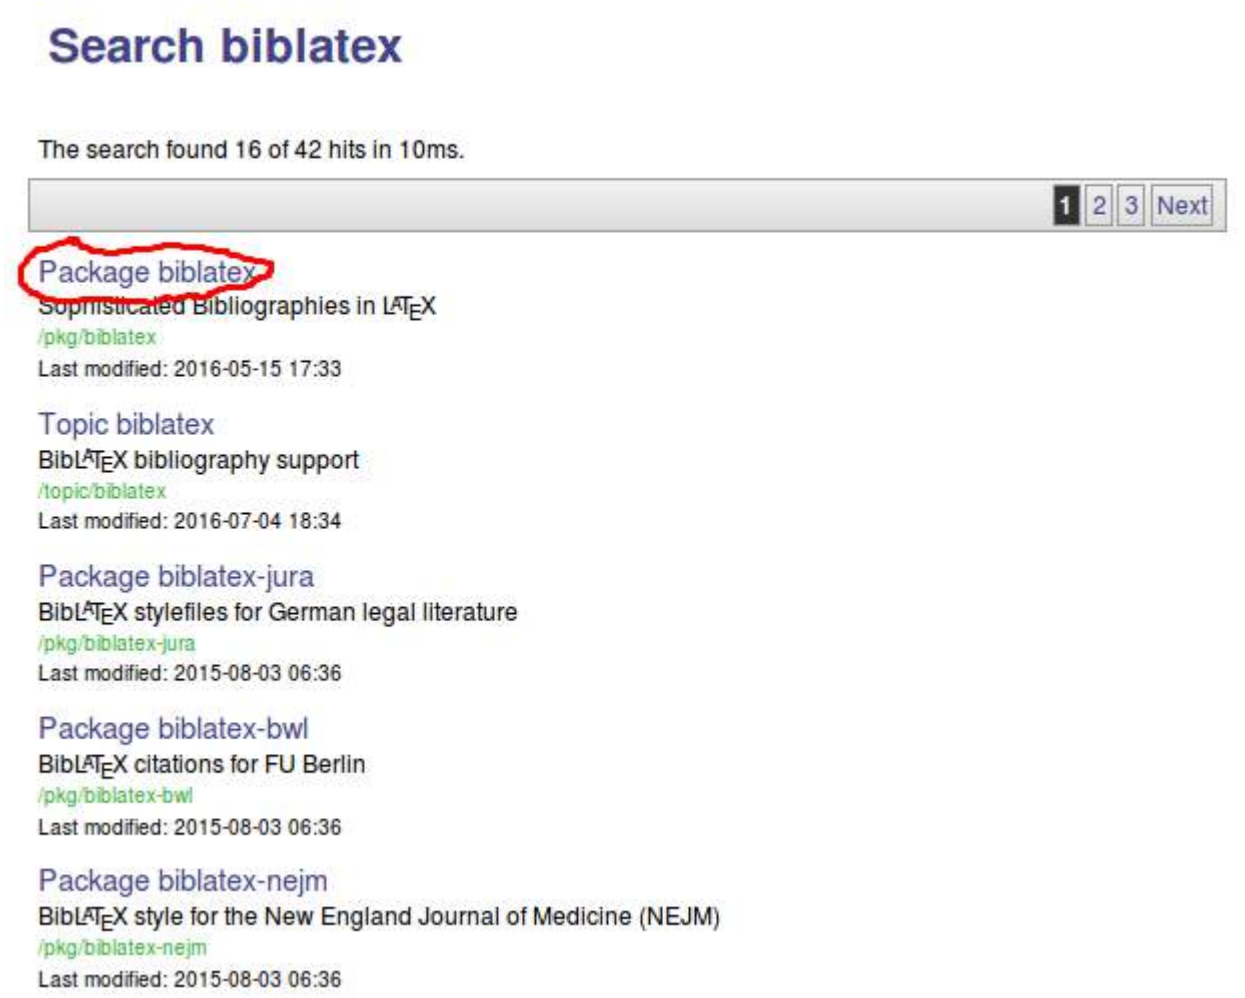 Search biblatex
The search found 16 of 42 hits in 10ms.
1 2 3 Next
Package biblatex
Sophisticated Bibliographies in LATEX
/pkg/biblatex
Last modified: 2016-05-15 17:33
Topic biblatex
BibLATEX bibliography support
/topic/biblatex
Last modified: 2016-07-04 18:34
Package biblatex-jura
BibLATEX stylefiles for German legal literature
/pkg/biblatex-jura
Last modified: 2015-08-03 06:36
Package biblatex-bwl
BibLATEX citations for FU Berlin
/pkg/biblatex-bwl
Last modified: 2015-08-03 06:36
Package biblatex-nejm
BibLATEX style for the New England Journal of Medicine (NEJM)
/pkg/biblatex-nejm
Last modified: 2015-08-03 06:36